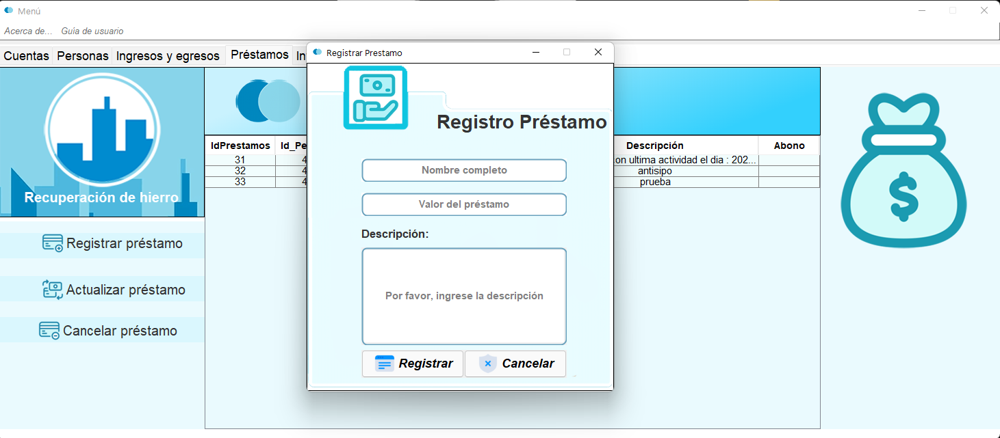 Menú
Acerca de... Guia de usuario
Cuentas Personas Ingresos y egresos Préstamos In
Registrar Prestamo
Registro Préstamo
Recuperación de hierro
Registrar préstamo
Actualizar préstamo
Cancelar préstamo
IdPrestamos Id_Pe Descripción Abono
31 4 con ultima actividad el dia : 202...
32 4 antisipo
33 4 prueba
Nombre completo
Valor del préstamo
Descripción:
Por favor, ingrese la descripción
Registrar Cancelar
$